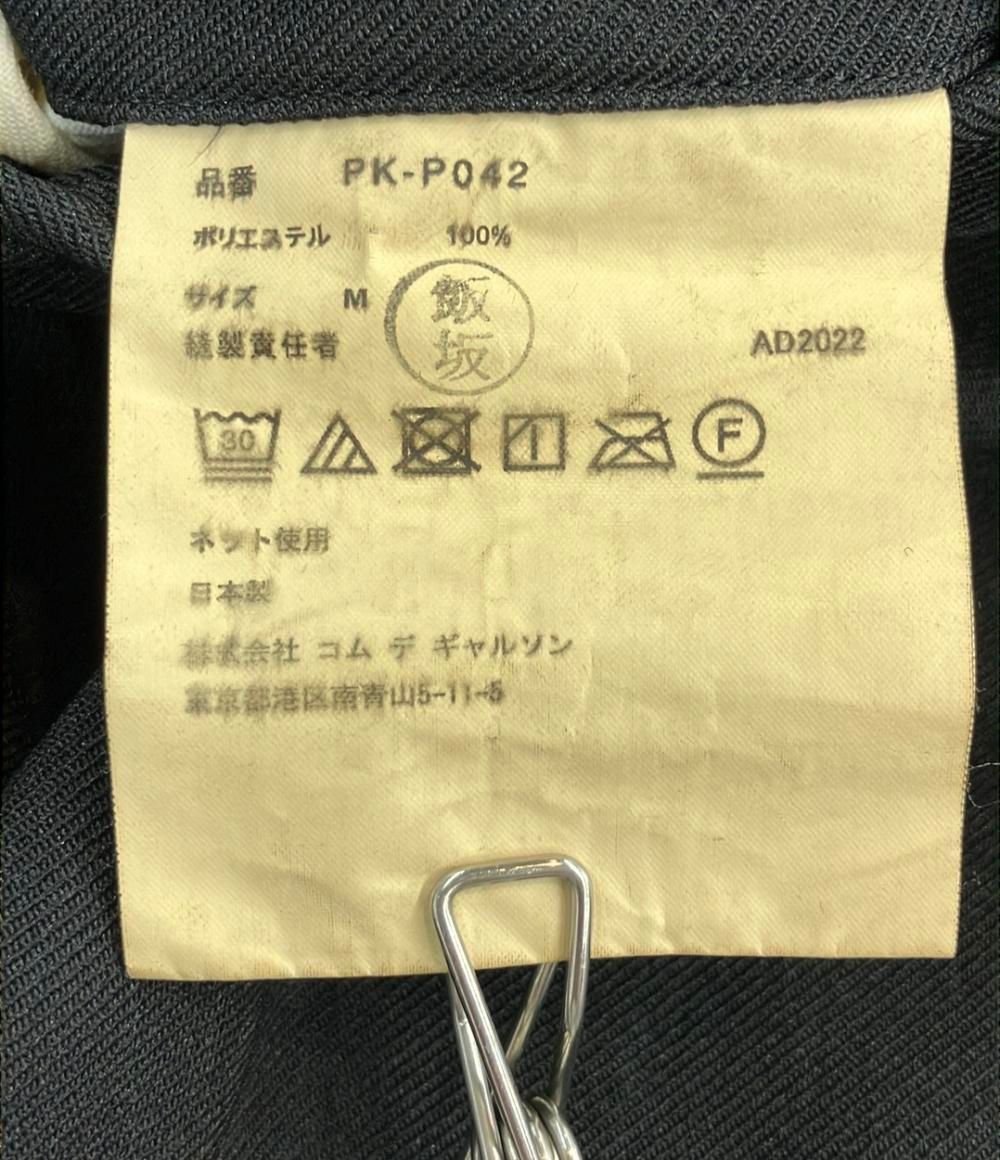 品番 PK-P042
ポリエステル 100%
サイズ M
飯坂
縫製責任者 AD2022
30
F
ネット使用
日本製
株式会社 コム デ ギャルソン
東京都港区南青山5-11-5